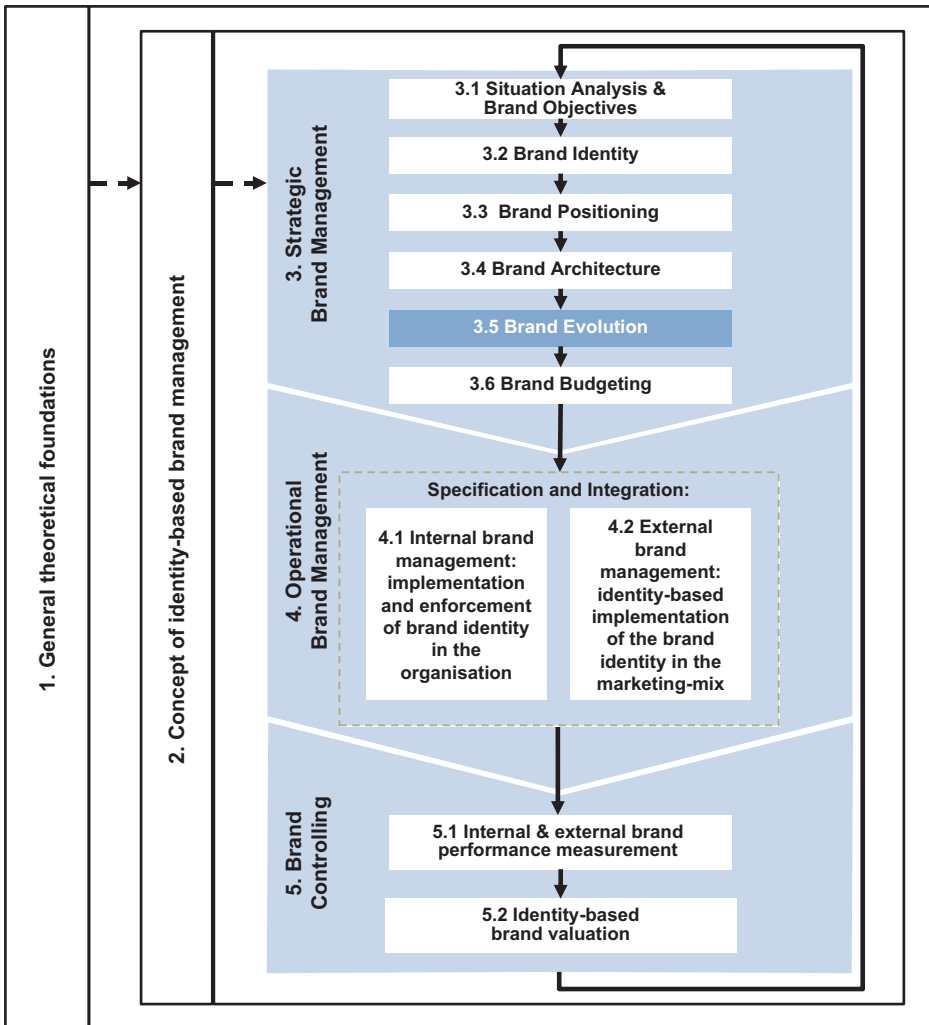 1. General theoretical foundations
2. Concept of identity-based brand management
3. Strategic
Brand Management
3.1 Situation Analysis &
Brand Objectives
3.2 Brand Identity
3.3 Brand Positioning
3.4 Brand Architecture
3.5 Brand Evolution
3.6 Brand Budgeting
4. Operational
Brand Management
Specification and Integration:
4.1 Internal brand
management:
implementation
and enforcement
of brand identity
in the
organisation
4.2 External
brand
management:
identity-based
implementation
of the brand
identity in the
marketing-mix
5. Brand
Controlling
5.1 Internal & external brand
performance measurement
5.2 Identity-based
brand valuation